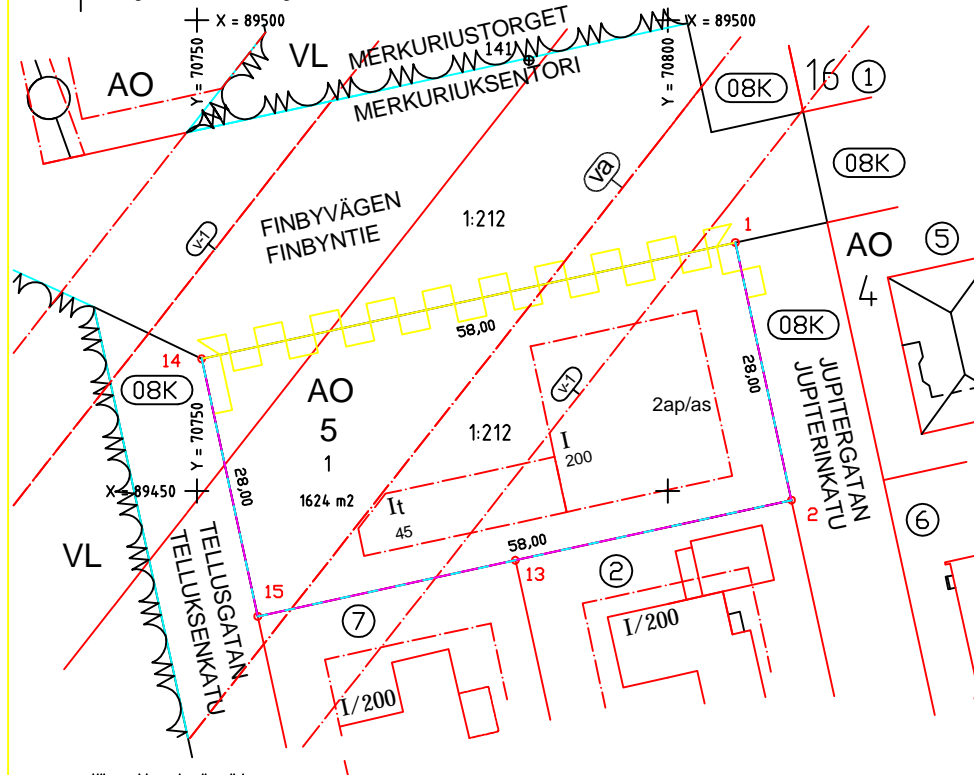 X = 89500
X = 89500
Y = 70750
Y = 70800
VL
AO
MERKURIUSTORGET
141
MERKURIUKSENTORI
08K
16
1
08K
va
FINBYVÄGEN
FINBYNTIE
1:212
v-1
1
AO
5
4
08K
58,00
14
08K
AO
5
1
1624 m2
28,00
28,00
v-1
2ap/as
JUPITERGATAN
JUPITERINKATU
Y = 70750
X = 89450
1:212
I
200
It
45
2
6
VL
TELLUSGATAN
TELLUKSENKATU
58,00
13
2
15
7
I/200
I/200